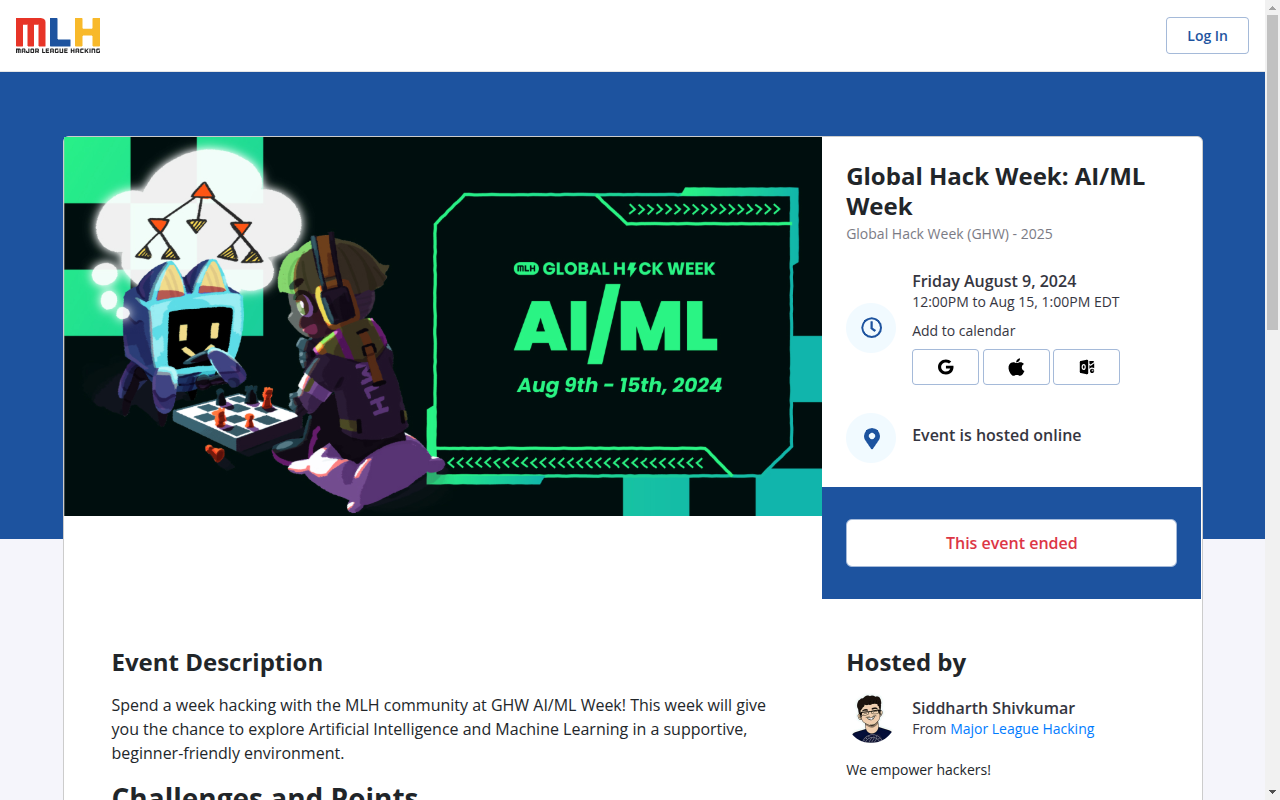 MLH
MAJOR LEAGUE HACKING
Log In
MLH GLOBAL HACK WEEK
AI/ML
Aug 9th - 15th, 2024
MLH
Global Hack Week: AI/ML
Week
Global Hack Week (GHW) - 2025
Friday August 9, 2024
12:00PM to Aug 15, 1:00PM EDT
Add to calendar
Event is hosted online
This event ended
Event Description
Spend a week hacking with the MLH community at GHW AI/ML Week! This week will give
you the chance to explore Artificial Intelligence and Machine Learning in a supportive,
beginner-friendly environment.
Challenges and Points
Hosted by
Siddharth Shivkumar
From Major League Hacking
We empower hackers!